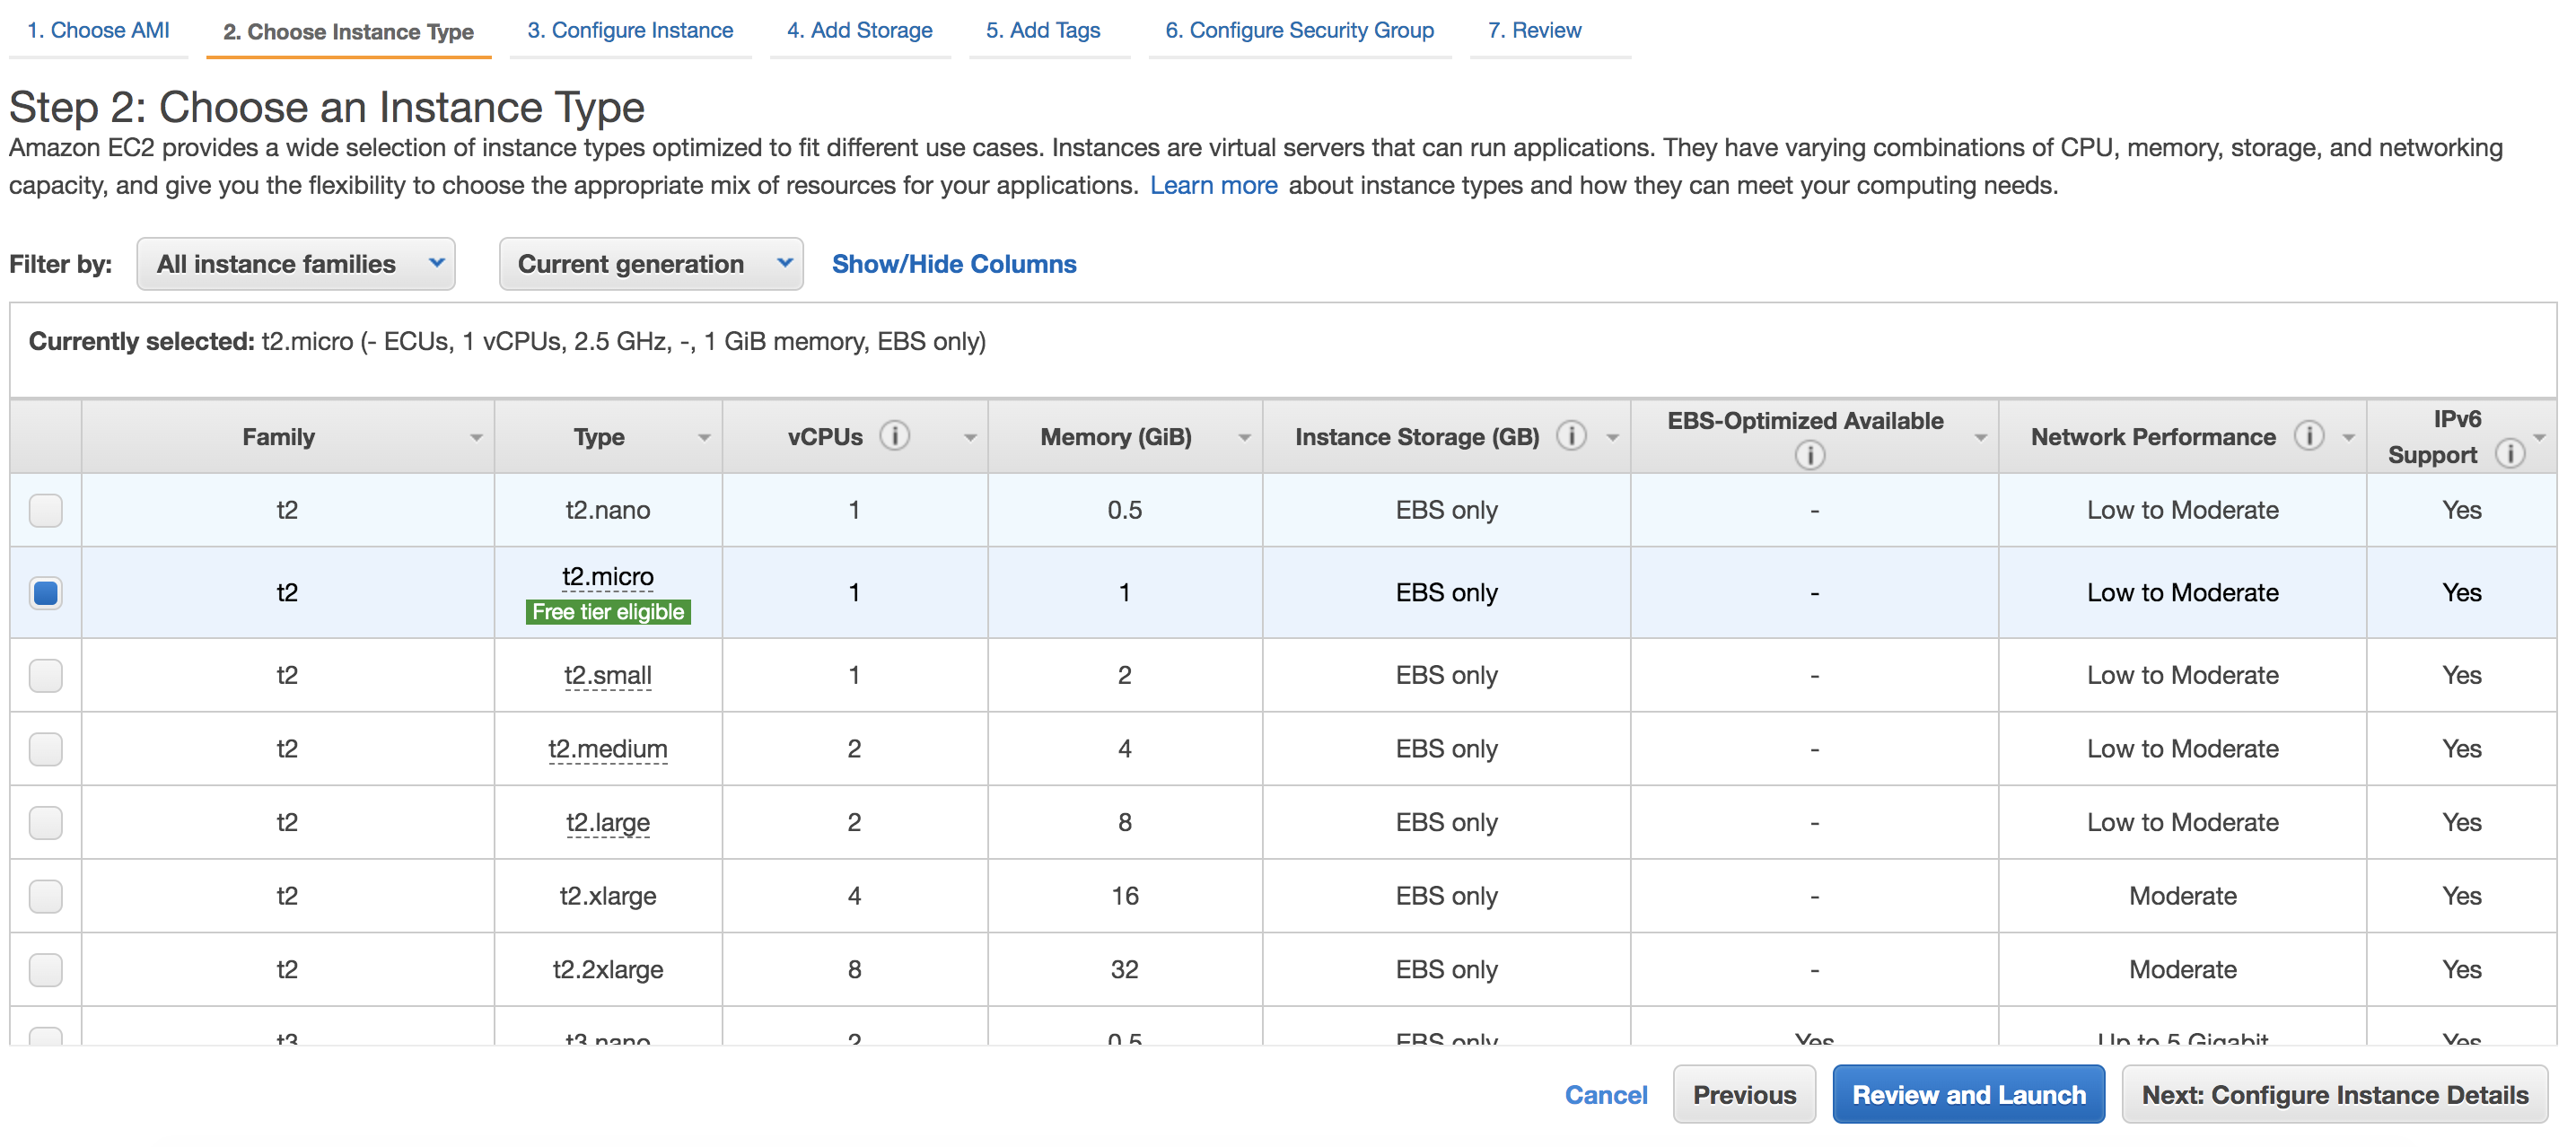 1. Choose AMI 2. Choose Instance Type 3. Configure Instance 4. Add Storage 5. Add Tags 6. Configure Security Group 7. Review
Step 2: Choose an Instance Type
Amazon EC2 provides a wide selection of instance types optimized to fit different use cases. Instances are virtual servers that can run applications. They have varying combinations of CPU, memory, storage, and networking
capacity, and give you the flexibility to choose the appropriate mix of resources for your applications. Learn more about instance types and how they can meet your computing needs.
Filter by: All instance families Current generation Show/Hide Columns
Currently selected: t2.micro (- ECUs, 1 vCPUs, 2.5 GHz, -, 1 GiB memory, EBS only)
Family Type vCPUs Memory (GiB) Instance Storage (GB) EBS-Optimized Available Network Performance IPv6 Support
t2 t2.nano 1 0.5 EBS only - Low to Moderate Yes
t2 t2.micro 1 1 EBS only - Low to Moderate Yes
Free tier eligible
t2 t2.small 1 2 EBS only - Low to Moderate Yes
t2 t2.medium 2 4 EBS only - Low to Moderate Yes
t2 t2.large 2 8 EBS only - Low to Moderate Yes
t2 t2.xlarge 4 16 EBS only - Moderate Yes
t2 t2.2xlarge 8 32 EBS only - Moderate Yes
t3 t3.nano 2 0.5 EBS only Yes Up to 5 Gigabit Yes
Cancel Previous Review and Launch Next: Configure Instance Details